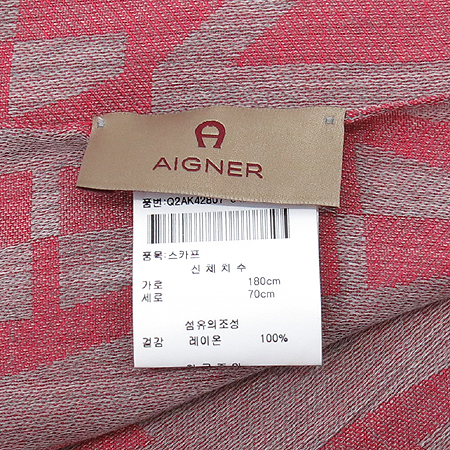 AIGNER
품번:Q2AK42807
품목:스카프
신체치수
가로 180cm
세로 70cm
섬유의조성
겉감 레이온 100%